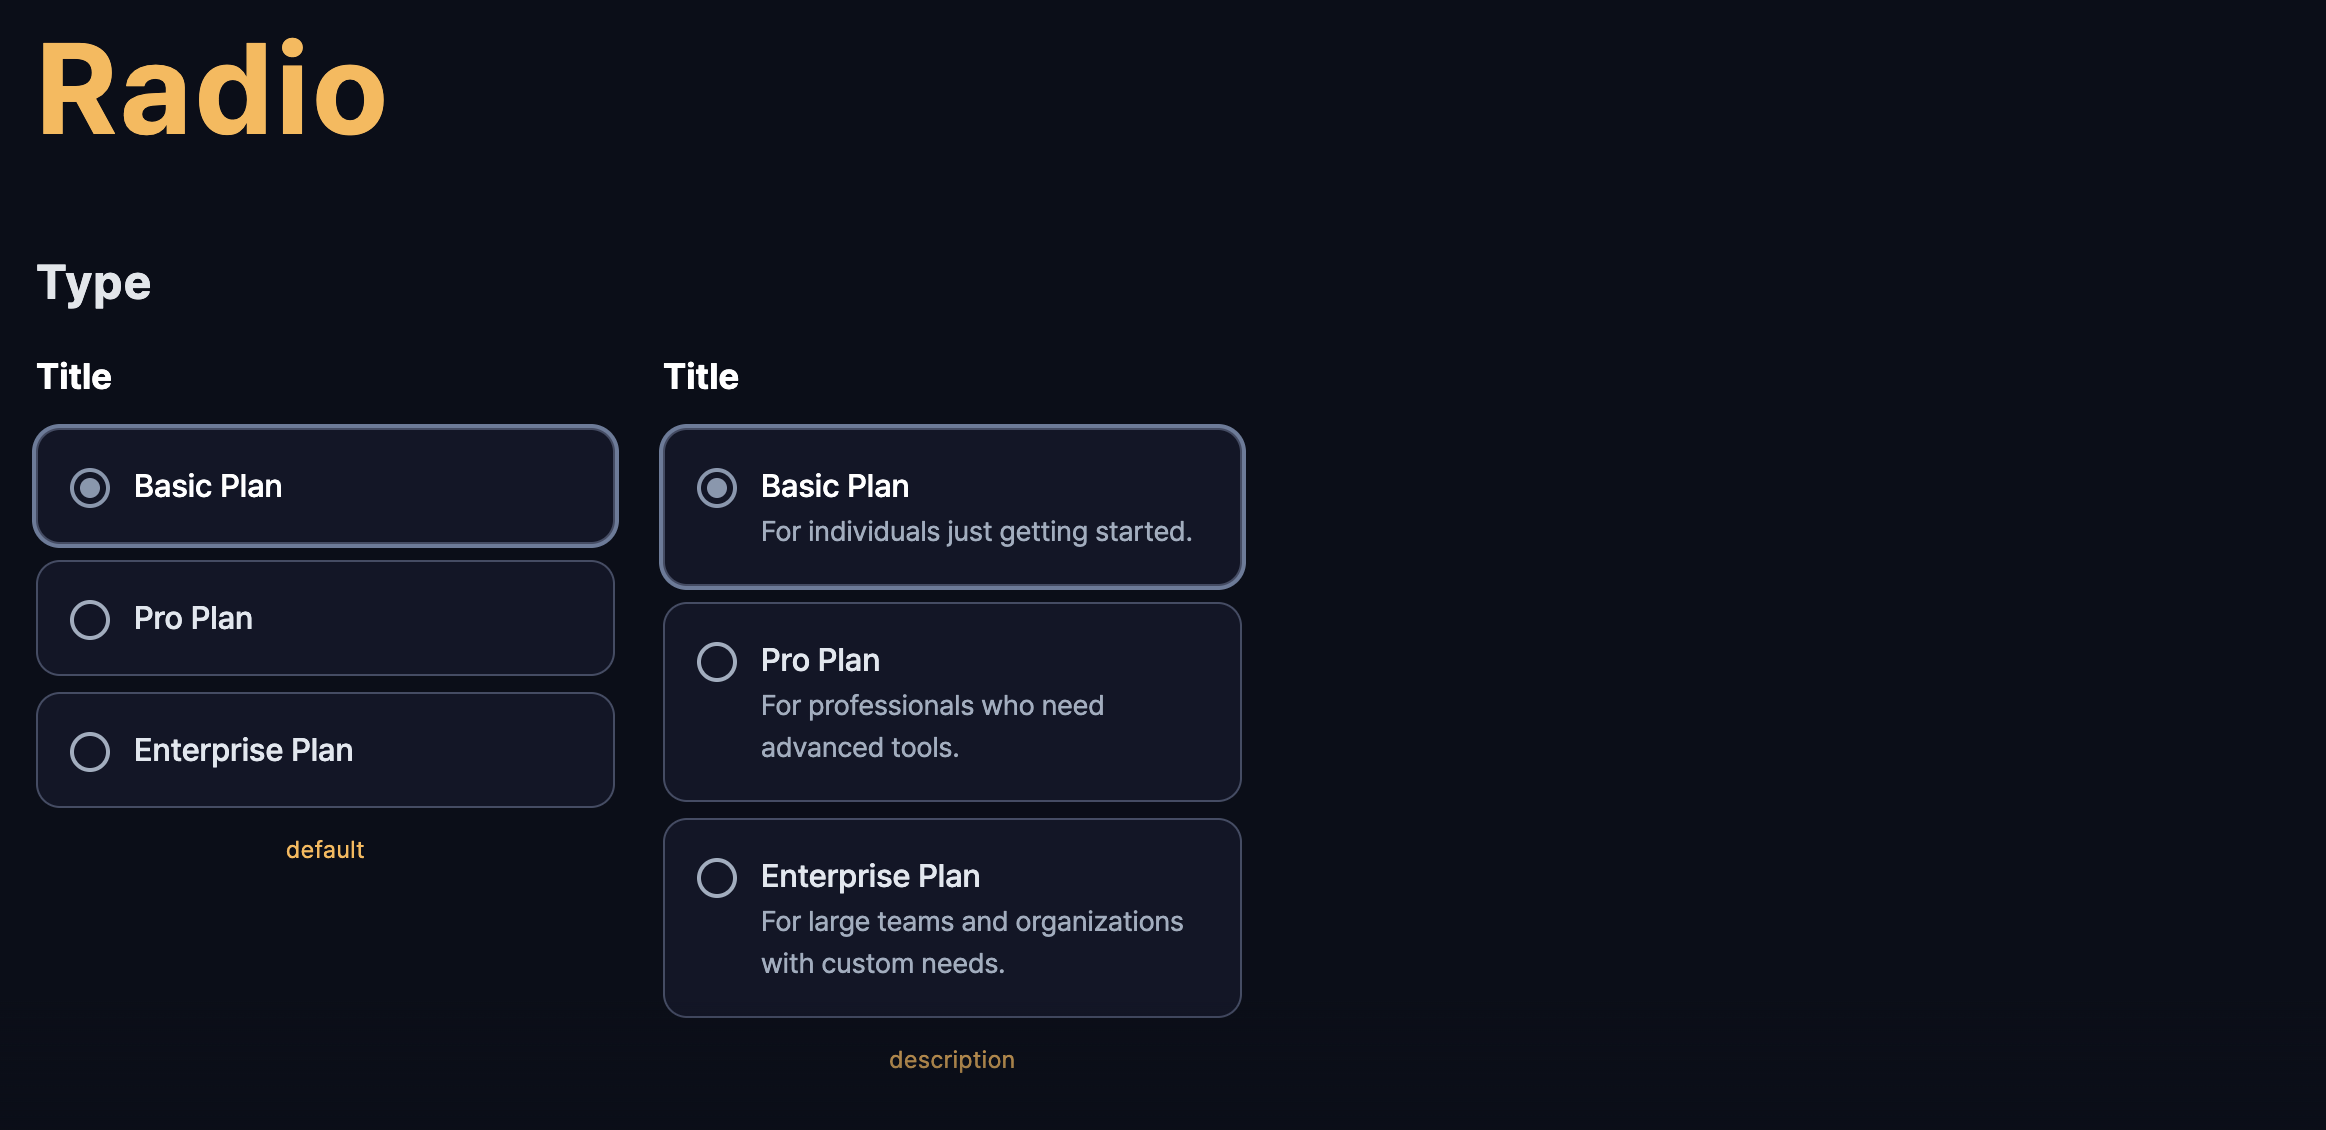 Radio
Type
Title
Basic Plan
Pro Plan
Enterprise Plan
default
Title
Basic Plan
For individuals just getting started.
Pro Plan
For professionals who need
advanced tools.
Enterprise Plan
For large teams and organizations
with custom needs.
description